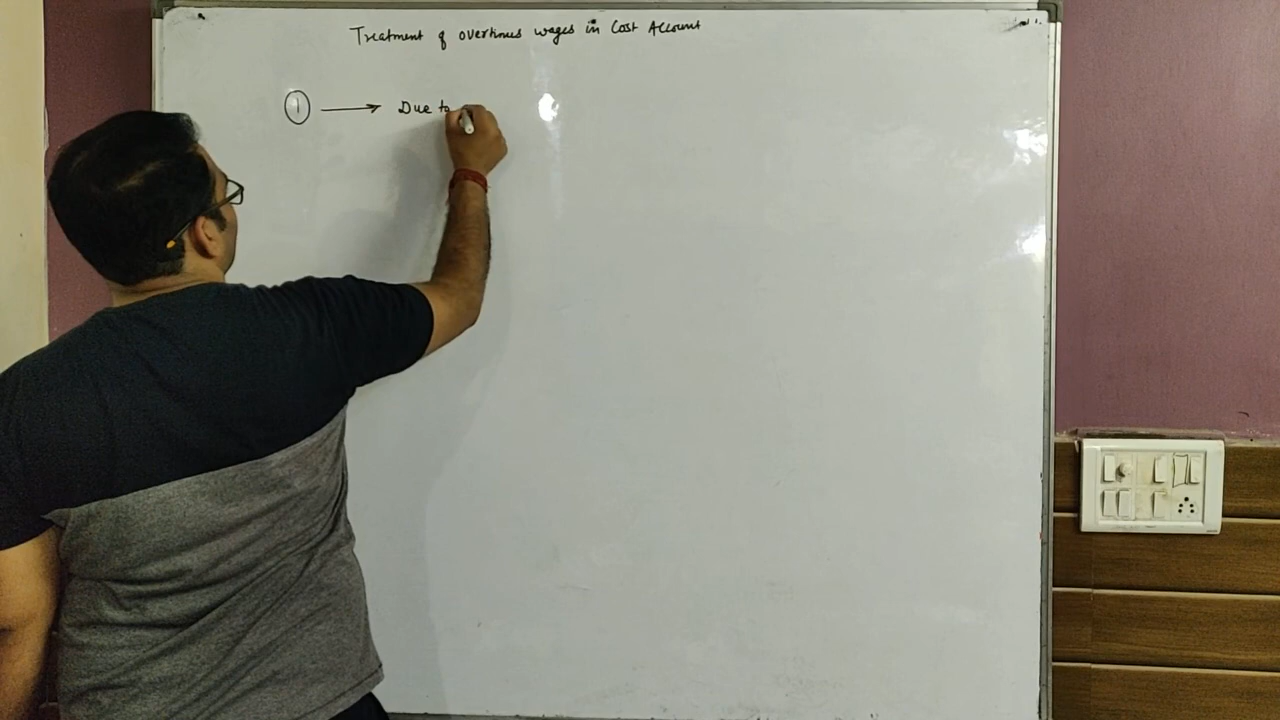 Treatment of overtimes wages in Cost Account
① → Due to